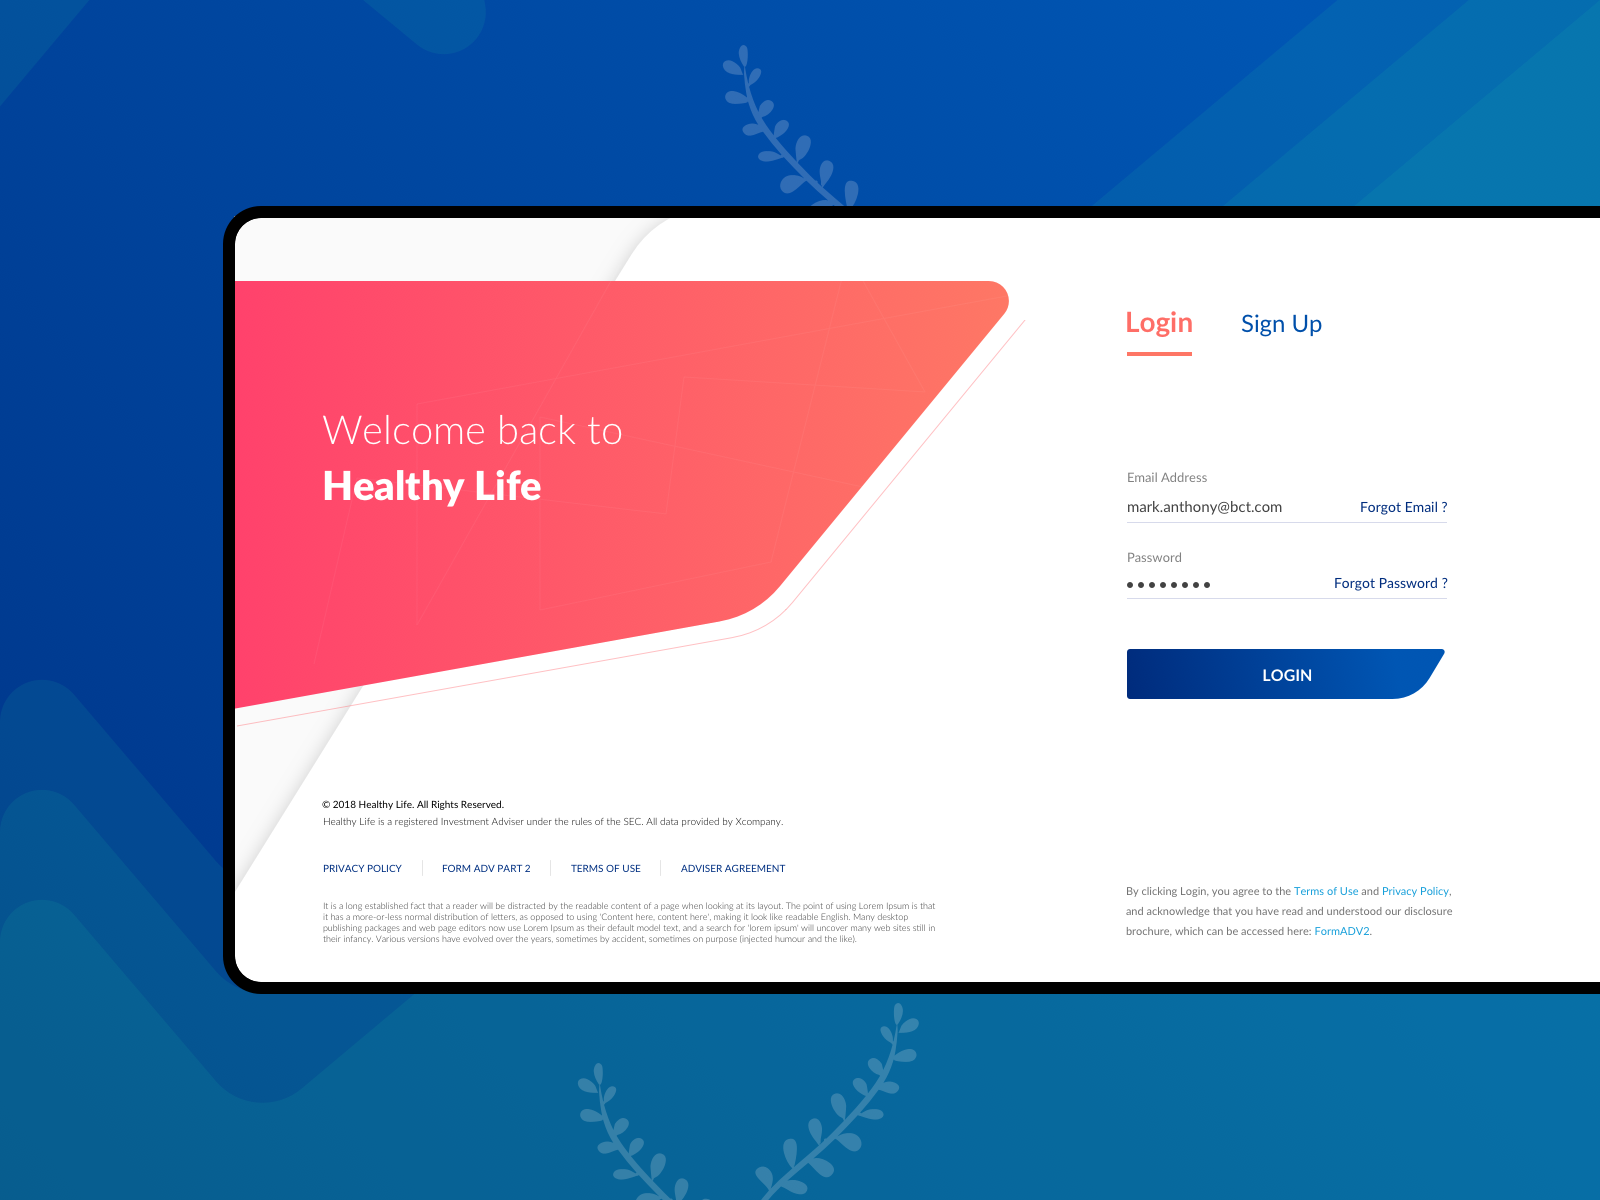 Welcome back to
Healthy Life
© 2018 Healthy Life. All Rights Reserved.
Healthy Life is a registered Investment Adviser under the rules of the SEC. All data provided by Xcompany.
PRIVACY POLICY
FORM ADV PART 2
TERMS OF USE
ADVISER AGREEMENT
It is a long established fact that a reader will be distracted by the readable content of a page when looking at its layout. The point of using Lorem Ipsum is that
it has a more-or-less normal distribution of letters, as opposed to using 'Content here, content here', making it look like readable English. Many desktop
publishing packages and web page editors now use Lorem Ipsum as their default model text, and a search for 'lorem ipsum' will uncover many web sites still in
their infancy. Various versions have evolved over the years, sometimes by accident, sometimes on purpose (injected humour and the like).
Login
Sign Up
Email Address
mark.anthony@bct.com
Forgot Email ?
Password
Forgot Password ?
LOGIN
By clicking Login, you agree to the Terms of Use and Privacy Policy,
and acknowledge that you have read and understood our disclosure
brochure, which can be accessed here: FormADV2.